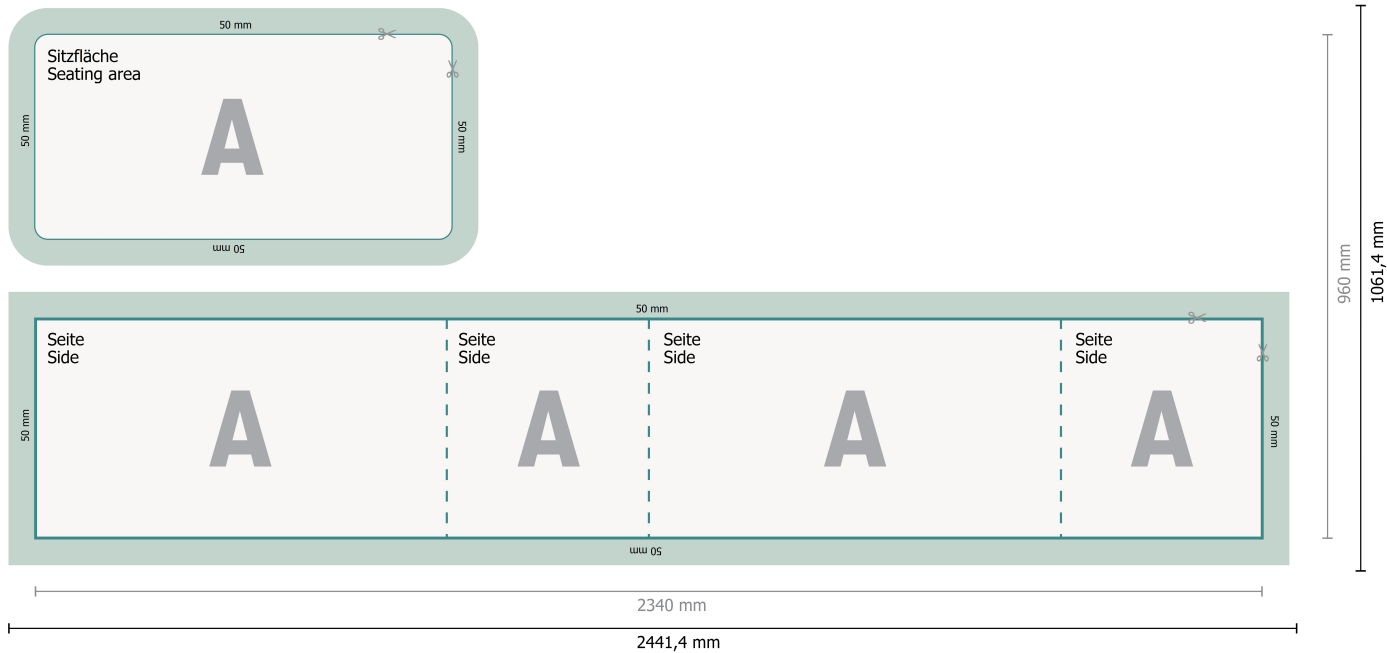 50 mm
Sitzfläche
Seating area
50 mm
A
50 mm
50 mm
50 mm
Seite
Side
Seite
Side
Seite
Side
Seite
Side
50 mm
A
A
A
A
50 mm
50 mm
2340 mm
2441,4 mm
960 mm
1061,4 mm